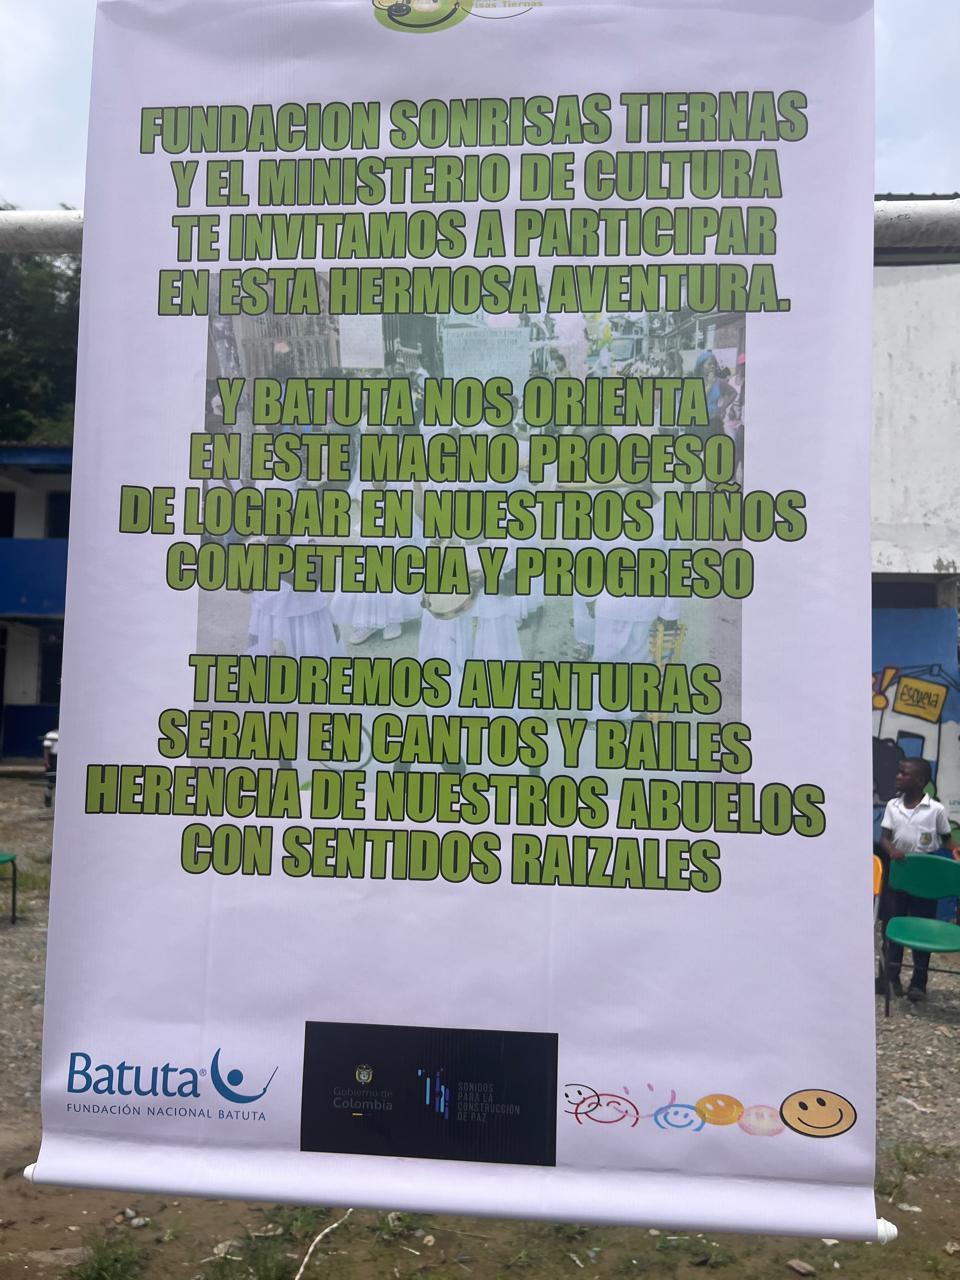 risas Tiernas
FUNDACION SONRISAS TIERNAS
Y EL MINISTERIO DE CULTURA
TE INVITAMOS A PARTICIPAR
EN ESTA HERMOSA AVENTURA.
Y BATUTA NOS ORIENTA
EN ESTE MAGNO PROCESO
DE LOGRAR EN NUESTROS NIÑOS
COMPETENCIA Y PROGRESO
TENDREMOS AVENTURAS
SERAN EN CANTOS Y BAILES
HERENCIA DE NUESTROS ABUELOS
CON SENTIDOS RAIZALES
Escuela
Batuta®
FUNDACIÓN NACIONAL BATUTA
Gobierno de
Colombia
SONIDOS
PARA LA
CONSTRUCCIÓN
DE PAZ